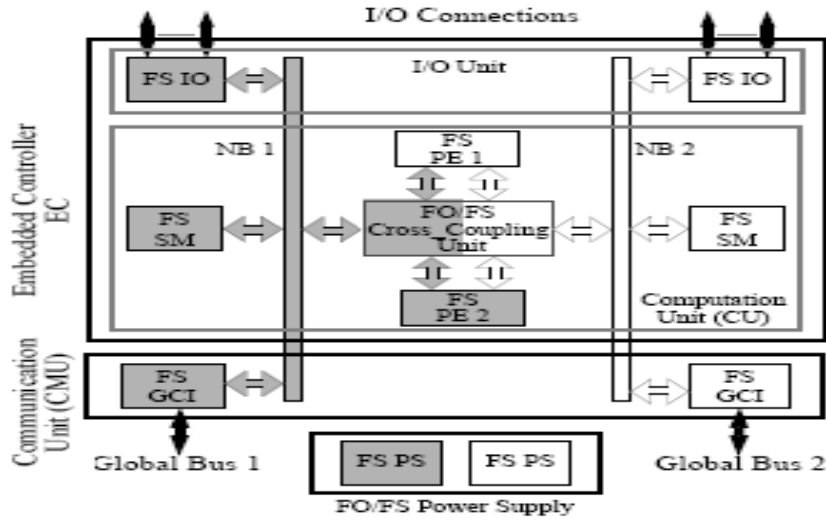 I/O Connections
FS IO
I/O Unit
FS IO
NB 1
FS
PE 1
NB 2
FS
SM
FO/FS
Cross_Coupling
Unit
FS
SM
FS
PE 2
Computation
Unit (CU)
Embedded Controller
EC
FS
GCI
FS
GCI
Communication
Unit (CMU)
Global Bus 1
FS PS
FS PS
Global Bus 2
FO/FS Power Supply